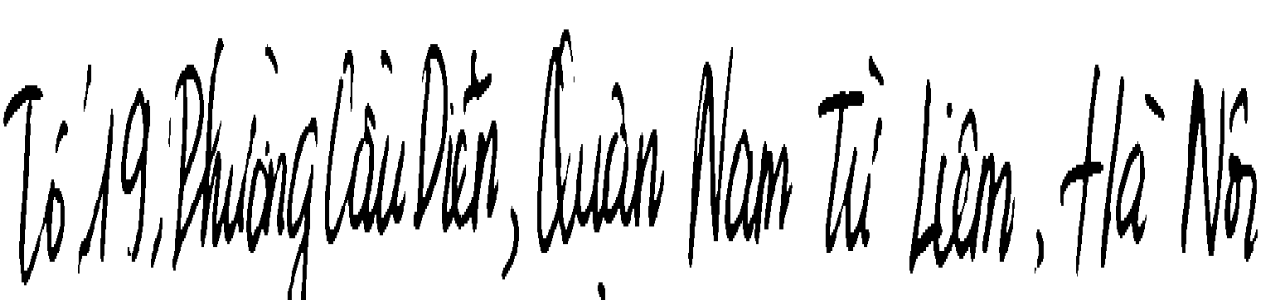 Tổ 19, Phường Cầu Diễn, Quận Nam Từ Liêm, Hà Nội